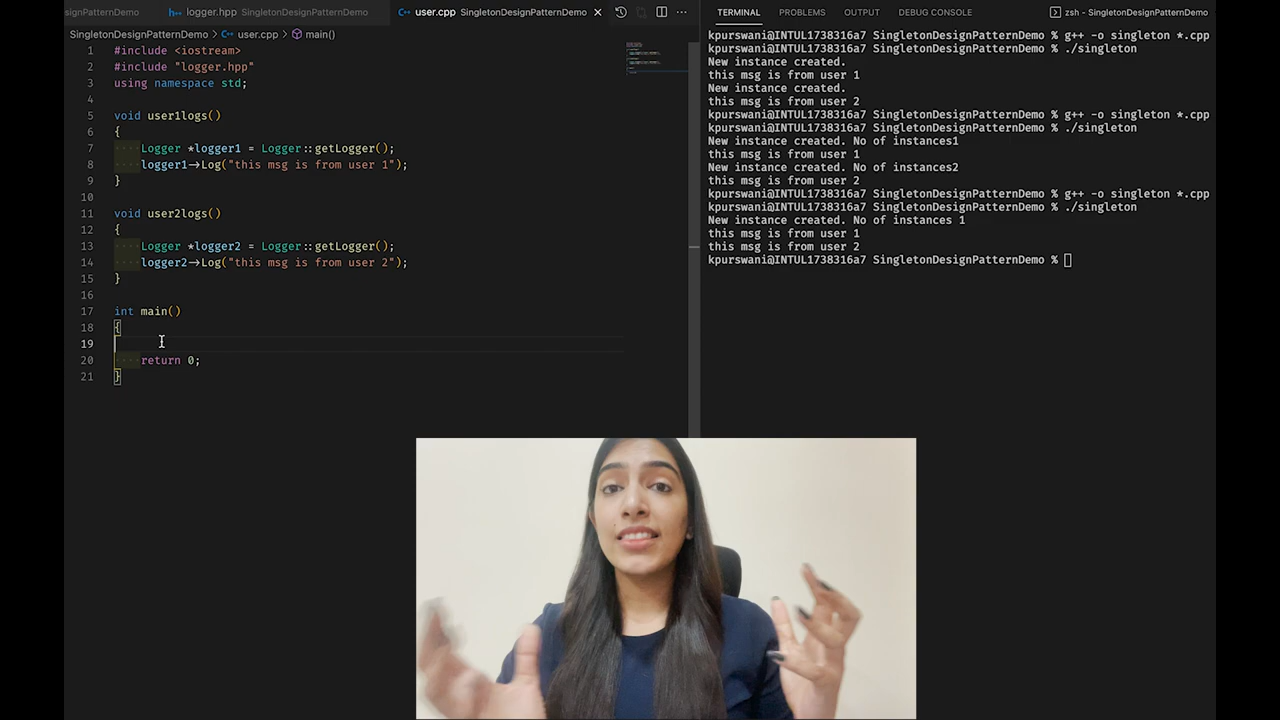 signPatternDemo
logger.hpp SingletonDesignPatternDemo
user.cpp SingletonDesignPatternDemo
SingletonDesignPatternDemo > user.cpp > main()
1 #include <iostream>
2 #include "logger.hpp"
3 using namespace std;
4
5 void user1logs()
6 {
7 Logger *logger1 = Logger::getLogger();
8 logger1->Log("this msg is from user 1");
9 }
10
11 void user2logs()
12 {
13 Logger *logger2 = Logger::getLogger();
14 logger2->Log("this msg is from user 2");
15 }
16
17 int main()
18 {
19
20 return 0;
21 }
TERMINAL PROBLEMS OUTPUT DEBUG CONSOLE
zsh - SingletonDesignPatternDemo
kpurswani@INTUL1738316a7 SingletonDesignPatternDemo % g++ -o singleton *.cpp
kpurswani@INTUL1738316a7 SingletonDesignPatternDemo % ./singleton
New instance created.
this msg is from user 1
New instance created.
this msg is from user 2
kpurswani@INTUL1738316a7 SingletonDesignPatternDemo % g++ -o singleton *.cpp
kpurswani@INTUL1738316a7 SingletonDesignPatternDemo % ./singleton
New instance created. No of instances1
this msg is from user 1
New instance created. No of instances2
this msg is from user 2
kpurswani@INTUL1738316a7 SingletonDesignPatternDemo % g++ -o singleton *.cpp
kpurswani@INTUL1738316a7 SingletonDesignPatternDemo % ./singleton
New instance created. No of instances 1
this msg is from user 1
this msg is from user 2
kpurswani@INTUL1738316a7 SingletonDesignPatternDemo %